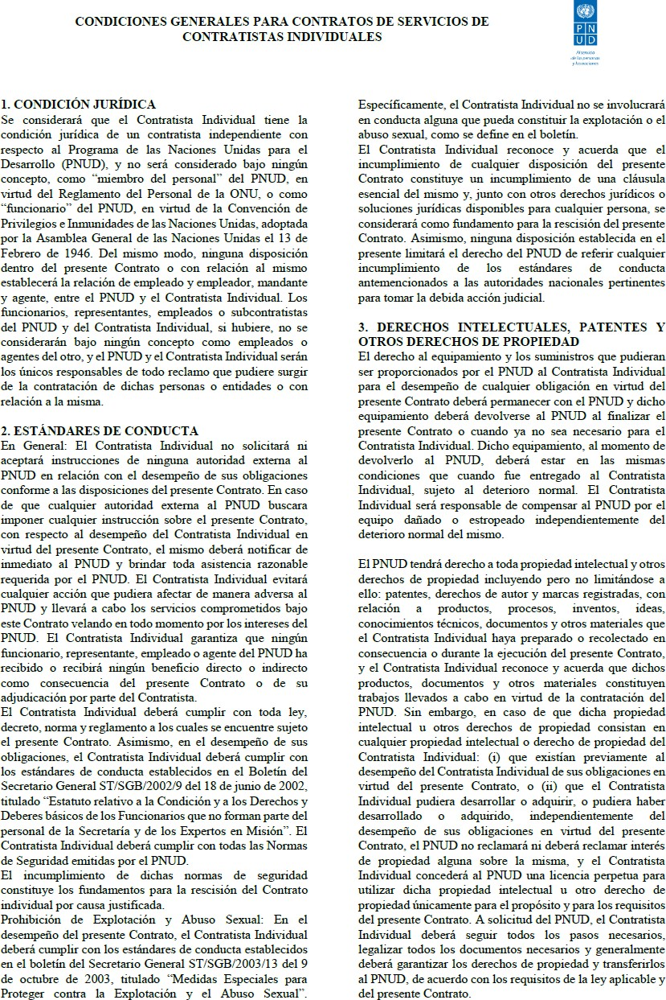 CONDICIONES GENERALES PARA CONTRATOS DE SERVICIOS DE
CONTRATISTAS INDIVIDUALES
P N
U D
Al servicio
de las personas
y las naciones
1. CONDICIÓN JURÍDICA
Se considerará que el Contratista Individual tiene la
condición jurídica de un contratista independiente con
respecto al Programa de las Naciones Unidas para el
Desarrollo (PNUD), y no será considerado bajo ningún
concepto, como “miembro del personal” del PNUD, en
virtud del Reglamento del Personal de la ONU, o como
“funcionario” del PNUD, en virtud de la Convención de
Privilegios e Inmunidades de las Naciones Unidas, adoptada
por la Asamblea General de las Naciones Unidas el 13 de
Febrero de 1946. Del mismo modo, ninguna disposición
dentro del presente Contrato o con relación al mismo
establecerá la relación de empleado y empleador, mandante
y agente, entre el PNUD y el Contratista Individual. Los
funcionarios, representantes, empleados o subcontratistas
del PNUD y del Contratista Individual, si hubiere, no se
considerarán bajo ningún concepto como empleados o
agentes del otro, y el PNUD y el Contratista Individual serán
los únicos responsables de todo reclamo que pudiere surgir
de la contratación de dichas personas o entidades o con
relación a la misma.
2. ESTÁNDARES DE CONDUCTA
En General: El Contratista Individual no solicitará ni
aceptará instrucciones de ninguna autoridad externa al
PNUD en relación con el desempeño de sus obligaciones
conforme a las disposiciones del presente Contrato. En caso
de que cualquier autoridad externa al PNUD buscara
imponer cualquier instrucción sobre el presente Contrato,
con respecto al desempeño del Contratista Individual en
virtud del presente Contrato, el mismo deberá notificar de
inmediato al PNUD y brindar toda asistencia razonable
requerida por el PNUD. El Contratista Individual evitará
cualquier acción que pudiera afectar de manera adversa al
PNUD y llevará a cabo los servicios comprometidos bajo
este Contrato velando en todo momento por los intereses del
PNUD. El Contratista Individual garantiza que ningún
funcionario, representante, empleado o agente del PNUD ha
recibido o recibirá ningún beneficio directo o indirecto
como consecuencia del presente Contrato o de su
adjudicación por parte del Contratista.
El Contratista Individual deberá cumplir con toda ley,
decreto, norma y reglamento a los cuales se encuentre sujeto
el presente Contrato. Asimismo, en el desempeño de sus
obligaciones, el Contratista Individual deberá cumplir con
los estándares de conducta establecidos en el Boletín del
Secretario General ST/SGB/2002/9 del 18 de junio de 2002,
titulado “Estatuto relativo a la Condición y a los Derechos y
Deberes básicos de los Funcionarios que no forman parte del
personal de la Secretaría y de los Expertos en Misión”. El
Contratista Individual deberá cumplir con todas las Normas
de Seguridad emitidas por el PNUD.
El incumplimiento de dichas normas de seguridad
constituye los fundamentos para la rescisión del Contrato
individual por causa justificada.
Prohibición de Explotación y Abuso Sexual: En el
desempeño del presente Contrato, el Contratista Individual
deberá cumplir con los estándares de conducta establecidos
en el boletín del Secretario General ST/SGB/2003/13 del 9
de octubre de 2003, titulado “Medidas Especiales para
Proteger contra la Explotación y el Abuso Sexual”.
Específicamente, el Contratista Individual no se involucrará
en conducta alguna que pueda constituir la explotación o el
abuso sexual, como se define en el boletín.
El Contratista Individual reconoce y acuerda que el
incumplimiento de cualquier disposición del presente
Contrato constituye un incumplimiento de una cláusula
esencial del mismo y, junto con otros derechos jurídicos o
soluciones jurídicas disponibles para cualquier persona, se
considerará como fundamento para la rescisión del presente
Contrato. Asimismo, ninguna disposición establecida en el
presente limitará el derecho del PNUD de referir cualquier
incumplimiento de los estándares de conducta
antemencionados a las autoridades nacionales pertinentes
para tomar la debida acción judicial.
3. DERECHOS INTELECTUALES, PATENTES Y
OTROS DERECHOS DE PROPIEDAD
El derecho al equipamiento y los suministros que pudieran
ser proporcionados por el PNUD al Contratista Individual
para el desempeño de cualquier obligación en virtud del
presente Contrato deberá permanecer con el PNUD y dicho
equipamiento deberá devolverse al PNUD al finalizar el
presente Contrato o cuando ya no sea necesario para el
Contratista Individual. Dicho equipamiento, al momento de
devolverlo al PNUD, deberá estar en las mismas
condiciones que cuando fue entregado al Contratista
Individual, sujeto al deterioro normal. El Contratista
Individual será responsable de compensar al PNUD por el
equipo dañado o estropeado independientemente del
deterioro normal del mismo.
El PNUD tendrá derecho a toda propiedad intelectual y otros
derechos de propiedad incluyendo pero no limitándose a
ello: patentes, derechos de autor y marcas registradas, con
relación a productos, procesos, inventos, ideas,
conocimientos técnicos, documentos y otros materiales que
el Contratista Individual haya preparado o recolectado en
consecuencia o durante la ejecución del presente Contrato,
y el Contratista Individual reconoce y acuerda que dichos
productos, documentos y otros materiales constituyen
trabajos llevados a cabo en virtud de la contratación del
PNUD. Sin embargo, en caso de que dicha propiedad
intelectual u otros derechos de propiedad consistan en
cualquier propiedad intelectual o derecho de propiedad del
Contratista Individual: (i) que existían previamente al
desempeño del Contratista Individual de sus obligaciones en
virtud del presente Contrato, o (ii) que el Contratista
Individual pudiera desarrollar o adquirir, o pudiera haber
desarrollado o adquirido, independientemente del
desempeño de sus obligaciones en virtud del presente
Contrato, el PNUD no reclamará ni deberá reclamar interés
de propiedad alguna sobre la misma, y el Contratista
Individual concederá al PNUD una licencia perpetua para
utilizar dicha propiedad intelectual u otro derecho de
propiedad únicamente para el propósito y para los requisitos
del presente Contrato. A solicitud del PNUD, el Contratista
Individual deberá seguir todos los pasos necesarios,
legalizar todos los documentos necesarios y generalmente
deberá garantizar los derechos de propiedad y transferirlos
al PNUD, de acuerdo con los requisitos de la ley aplicable y
del presente Contrato.